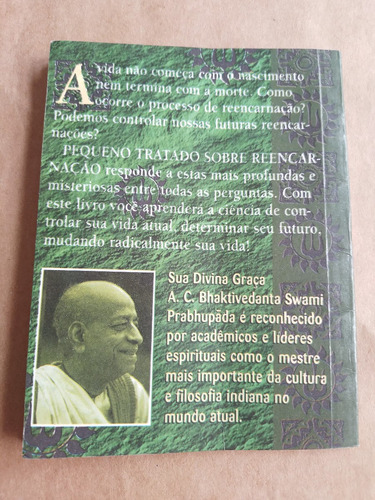 A vida não começa com o nascimento
nem termina com a morte. Como
ocorre o processo de reencarnação?
Podemos controlar nossas futuras reencar-
nações?
PEQUENO TRATADO SOBRE REENCAR-
NAÇÃO responde a estas mais profundas e
misteriosas entre todas as perguntas. Com
este livro você aprenderá a ciência de con-
trolar sua vida atual, determinar seu futuro,
mudando radicalmente sua vida!
Sua Divina Graça
A. C. Bhaktivedanta Swami
Prabhupāda é reconhecido
por acadêmicos e líderes
espirituais como o mestre
mais importante da cultura
e filosofia indiana no
mundo atual.